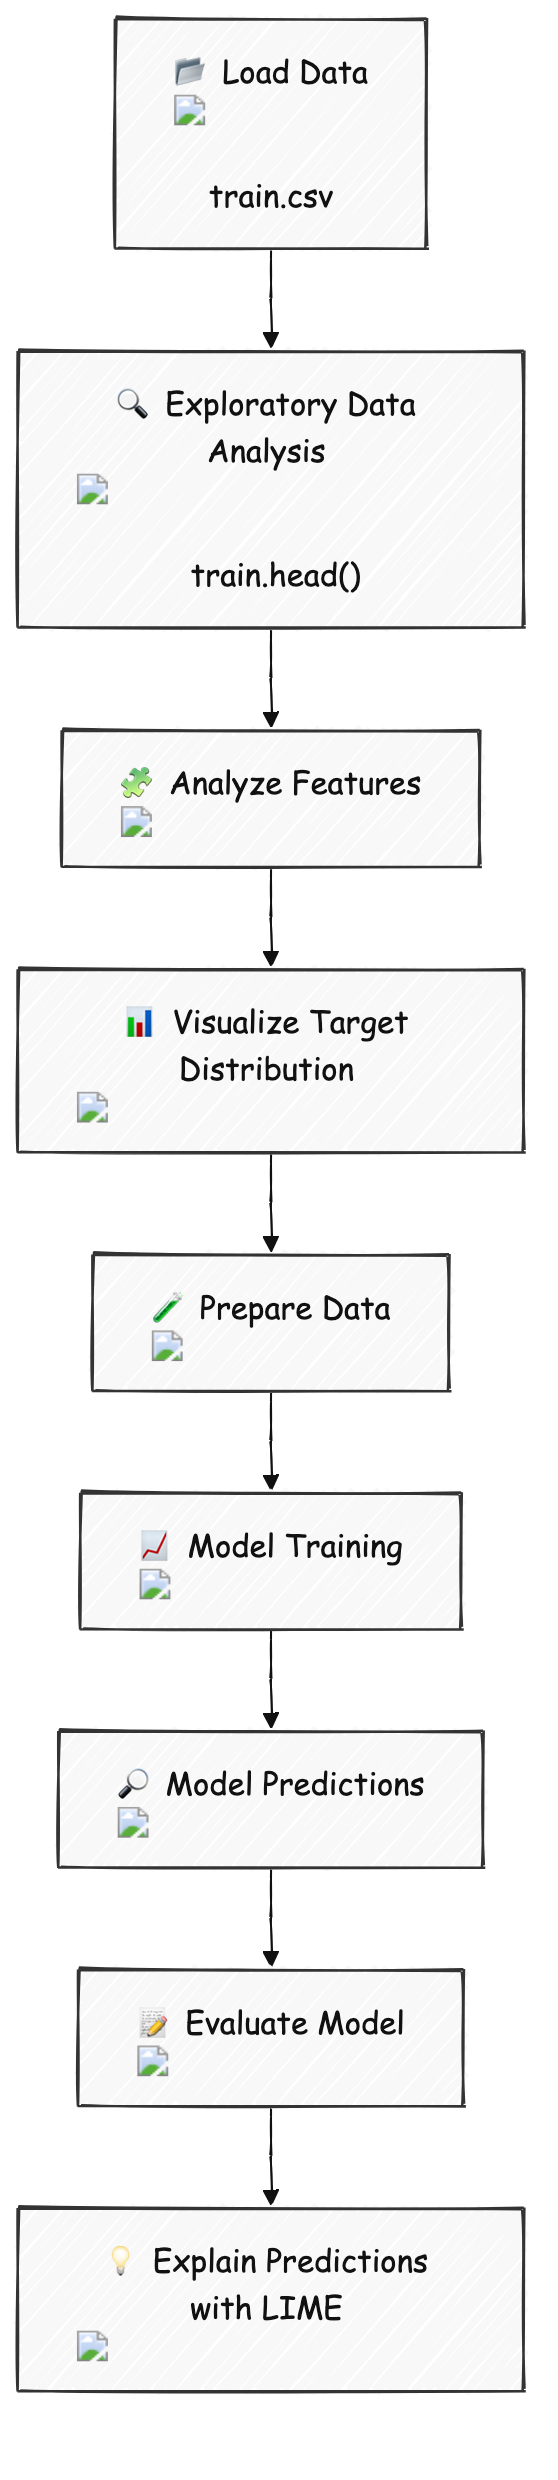 Load Data
train.csv
Exploratory Data
Analysis
train.head()
Analyze Features
Visualize Target
Distribution
Prepare Data
Model Training
Model Predictions
Evaluate Model
Explain Predictions
with LIME